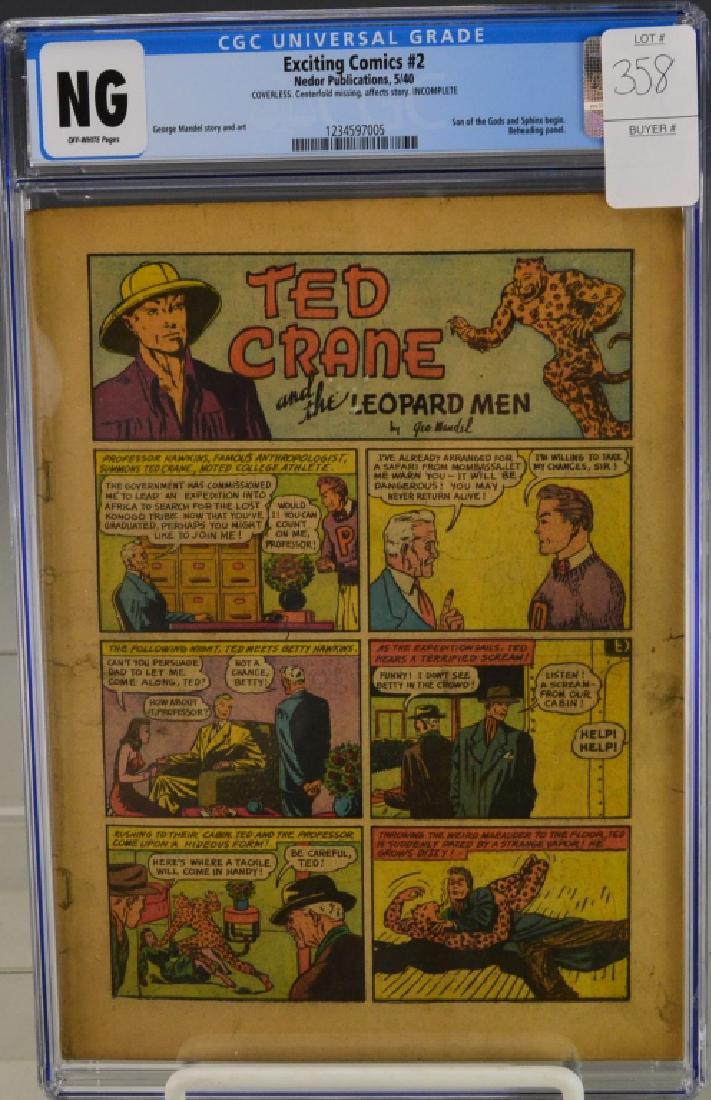 CGC UNIVERSAL GRADE
NG
OFF-WHITE Pages
Exciting Comics #2
Nedor Publications, 5/40
COVERLESS. Centerfold missing, affects story. INCOMPLETE
George Mandel story and art
1234597005
Son of the Gods and Sphinx begin.
Beheading panel.
LOT #
358
BUYER #
TED
CRANE
and the LEOPARD MEN
by Geo Mandel
PROFESSOR HAWKINS, FAMOUS ANTHROPOLOGIST,
SUMMONS TED CRANE, NOTED COLLEGE ATHLETE.
THE GOVERNMENT HAS COMMISSIONED
ME TO LEAD AN EXPEDITION INTO
AFRICA TO SEARCH FOR THE LOST
KONOGO TRIBE. NOW THAT YOU'VE
GRADUATED, PERHAPS YOU MIGHT
LIKE TO JOIN ME!
WOULD
I! YOU CAN
COUNT
ON ME,
PROFESSOR!
P
I'VE ALREADY ARRANGED FOR
A SAFARI FROM MOMBASSA. LET
ME WARN YOU - IT WILL BE
DANGEROUS! YOU MAY
NEVER RETURN ALIVE!
I'M WILLING TO TAKE
MY CHANCES, SIR!
THE FOLLOWING NIGHT, TED MEETS BETTY HAWKINS.
CAN'T YOU PERSUADE
DAD TO LET ME
COME ALONG, TED?
NOT A
CHANCE,
BETTY!
HOW ABOUT
IT, PROFESSOR?
AS THE EXPEDITION SAILS, TED
HEARS A TERRIFIED SCREAM!
FUNNY! I DON'T SEE
BETTY IN THE CROWD!
LISTEN!
A SCREAM-
FROM OUR
CABIN!
HELP!
HELP!
RUSHING TO THEIR CABIN, TED AND THE PROFESSOR
COME UPON A HIDEOUS FORM!
HERE'S WHERE A TACKLE
WILL COME IN HANDY!
BE CAREFUL,
TED!
THROWING THE WEIRD MARAUDER TO THE FLOOR, TED
IS SUDDENLY DAZED BY A STRANGE VAPOR! HE
GROWS DIZZY!-